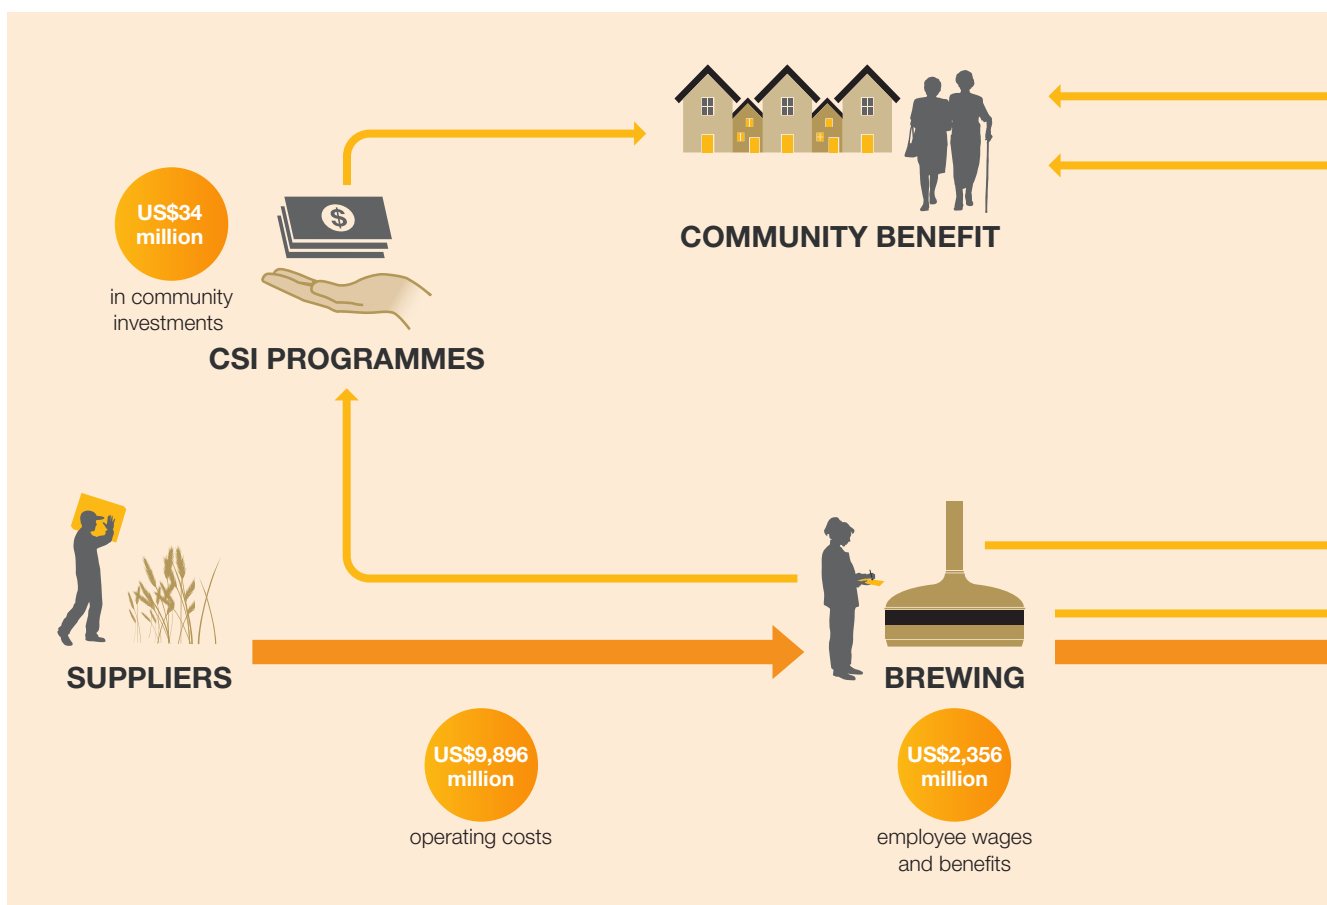 COMMUNITY BENEFIT
US$34
million
in community
investments
$
CSI PROGRAMMES
SUPPLIERS
BREWING
US$9,896
million
operating costs
US$2,356
million
employee wages
and benefits